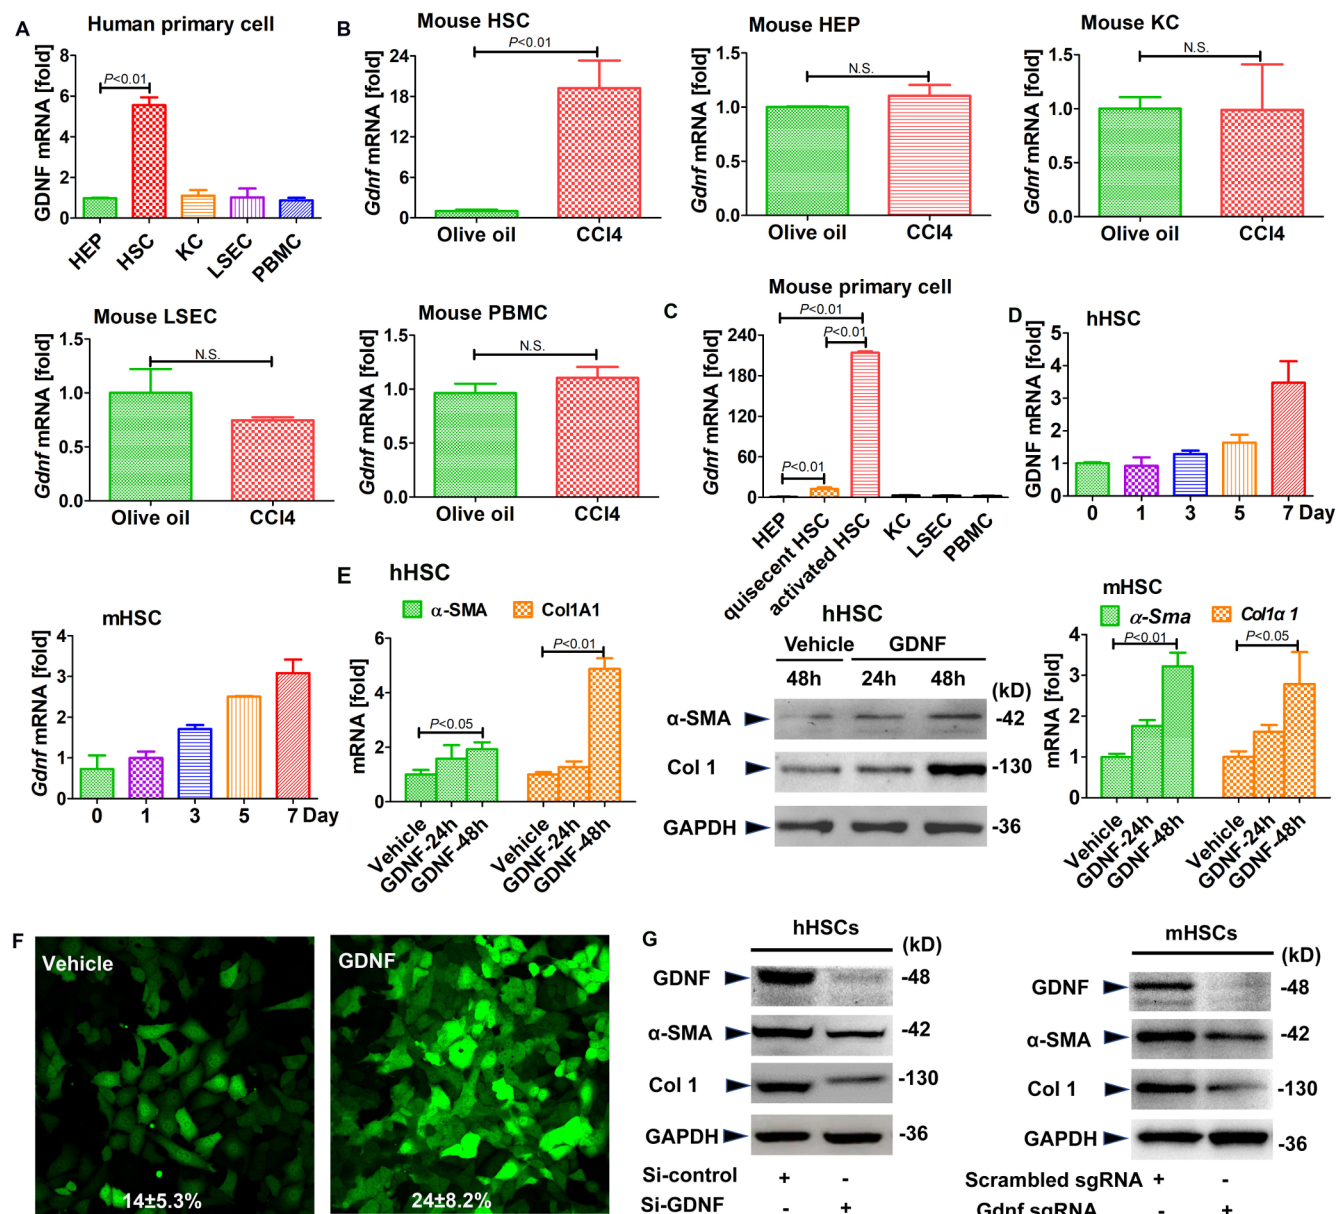 A
Human primary cell
GDNF mRNA [fold]
8
6
4
2
0
P<0.01
HEP
HSC
KC
LSEC
PBMC
B
Mouse HSC
Gdnf mRNA [fold]
24
18
12
6
0
P<0.01
Olive oil
CCl4
Mouse HEP
Gdnf mRNA [fold]
1.5
1.0
0.5
0.0
N.S.
Olive oil
CCl4
Mouse KC
Gdnf mRNA [fold]
1.5
1.0
0.5
0.0
N.S.
Olive oil
CCl4
Mouse LSEC
Gdnf mRNA [fold]
1.5
1.0
0.5
0.0
N.S.
Olive oil
CCl4
Mouse PBMC
Gdnf mRNA [fold]
1.5
1.0
0.5
0.0
N.S.
Olive oil
CCl4
C
Mouse primary cell
Gdnf mRNA [fold]
240
180
120
60
0
P<0.01
P<0.01
P<0.01
HEP
quisecent HSC
activated HSC
KC
LSEC
PBMC
D
hHSC
GDNF mRNA [fold]
5
4
3
2
1
0
0 1 3 5 7 Day
mHSC
Gdnf mRNA [fold]
4
3
2
1
0
0 1 3 5 7 Day
E
hHSC
α-SMA
Col1A1
mRNA [fold]
6
4
2
0
P<0.05
P<0.01
Vehicle
GDNF-24h
GDNF-48h
Vehicle
GDNF-24h
GDNF-48h
hHSC
Vehicle GDNF
48h 24h 48h (kD)
α-SMA -42
Col 1 -130
GAPDH -36
mHSC
α-Sma
Col1α 1
mRNA [fold]
4
3
2
1
0
P<0.01
P<0.05
Vehicle
GDNF-24h
GDNF-48h
Vehicle
GDNF-24h
GDNF-48h
F
Vehicle
14±5.3%
GDNF
24±8.2%
G
hHSCs
(kD)
GDNF -48
α-SMA -42
Col 1 -130
GAPDH -36
Si-control + -
Si-GDNF - +
mHSCs
(kD)
GDNF -48
α-SMA -42
Col 1 -130
GAPDH -36
Scrambled sgRNA + -
Gdnf sgRNA - +